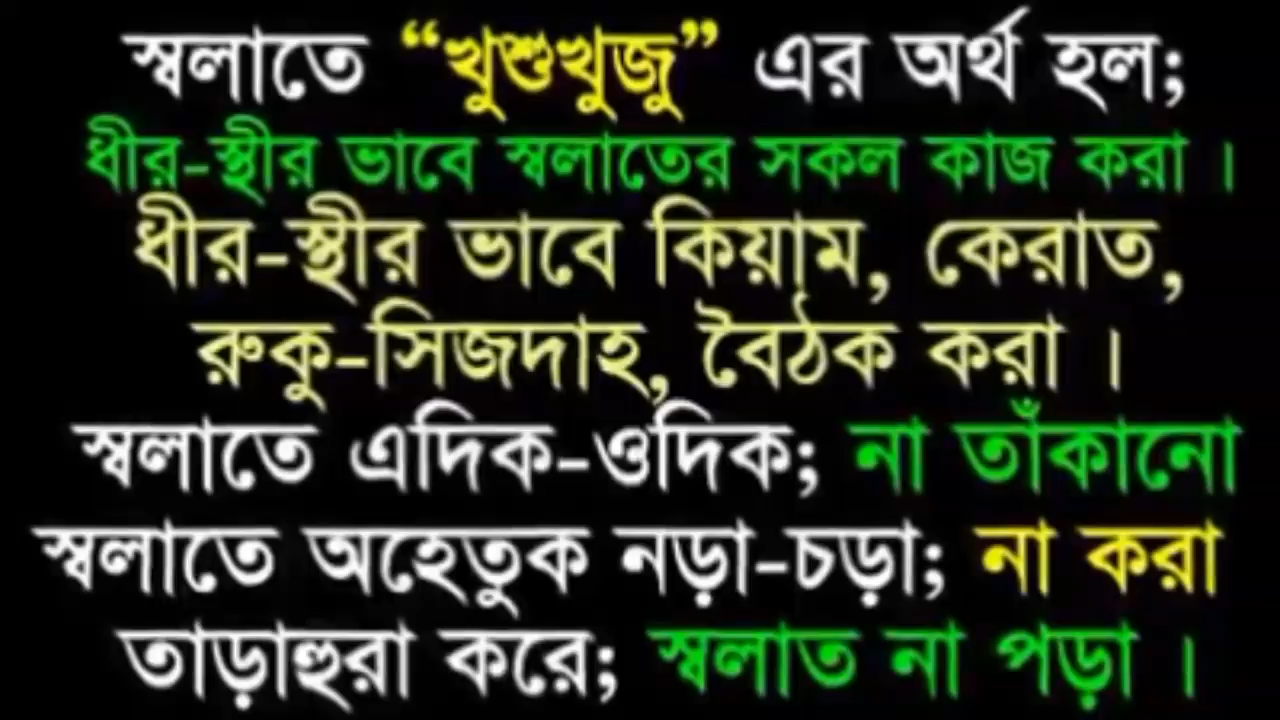 স্বলাতে “খুশুখুজু” এর অর্থ হল;
ধীর-স্থীর ভাবে স্বলাতের সকল কাজ করা ।
ধীর-স্থীর ভাবে কিয়াম, কেরাত,
রুকু-সিজদাহ, বৈঠক করা ।
স্বলাতে এদিক-ওদিক; না তাঁকানো
স্বলাতে অহেতুক নড়া-চড়া; না করা
তাড়াহুরা করে; স্বলাত না পড়া ।